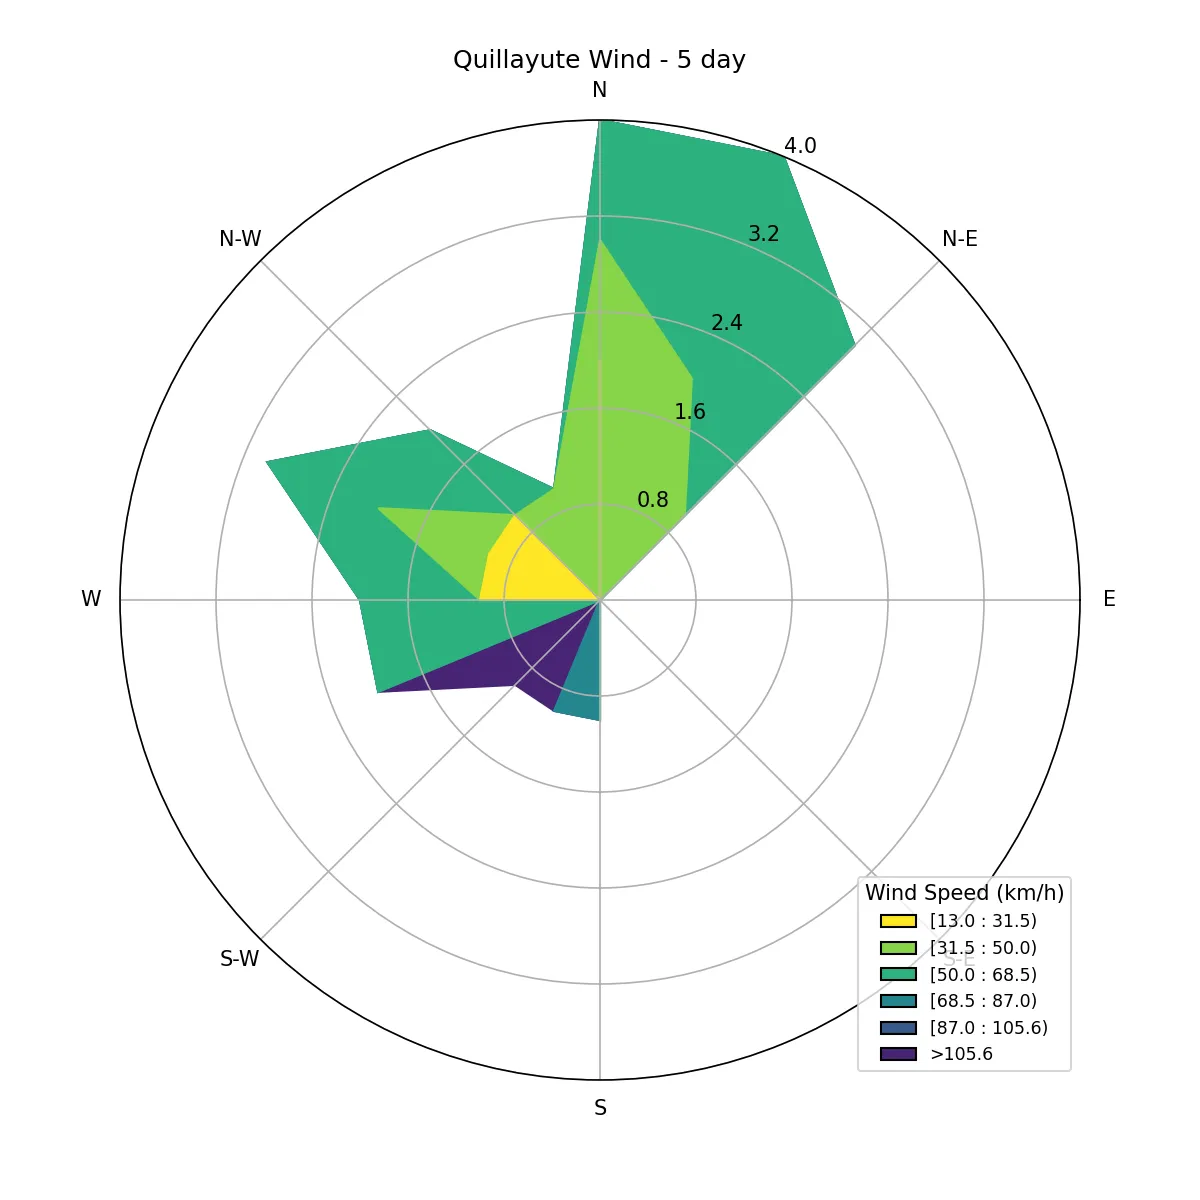 Quillayute Wind - 5 day
N
4.0
N-W
3.2
N-E
2.4
1.6
0.8
W
E
Wind Speed (km/h)
[13.0 : 31.5)
[31.5 : 50.0)
S-W
S-E
[50.0 : 68.5)
[68.5 : 87.0)
[87.0 : 105.6)
>105.6
S